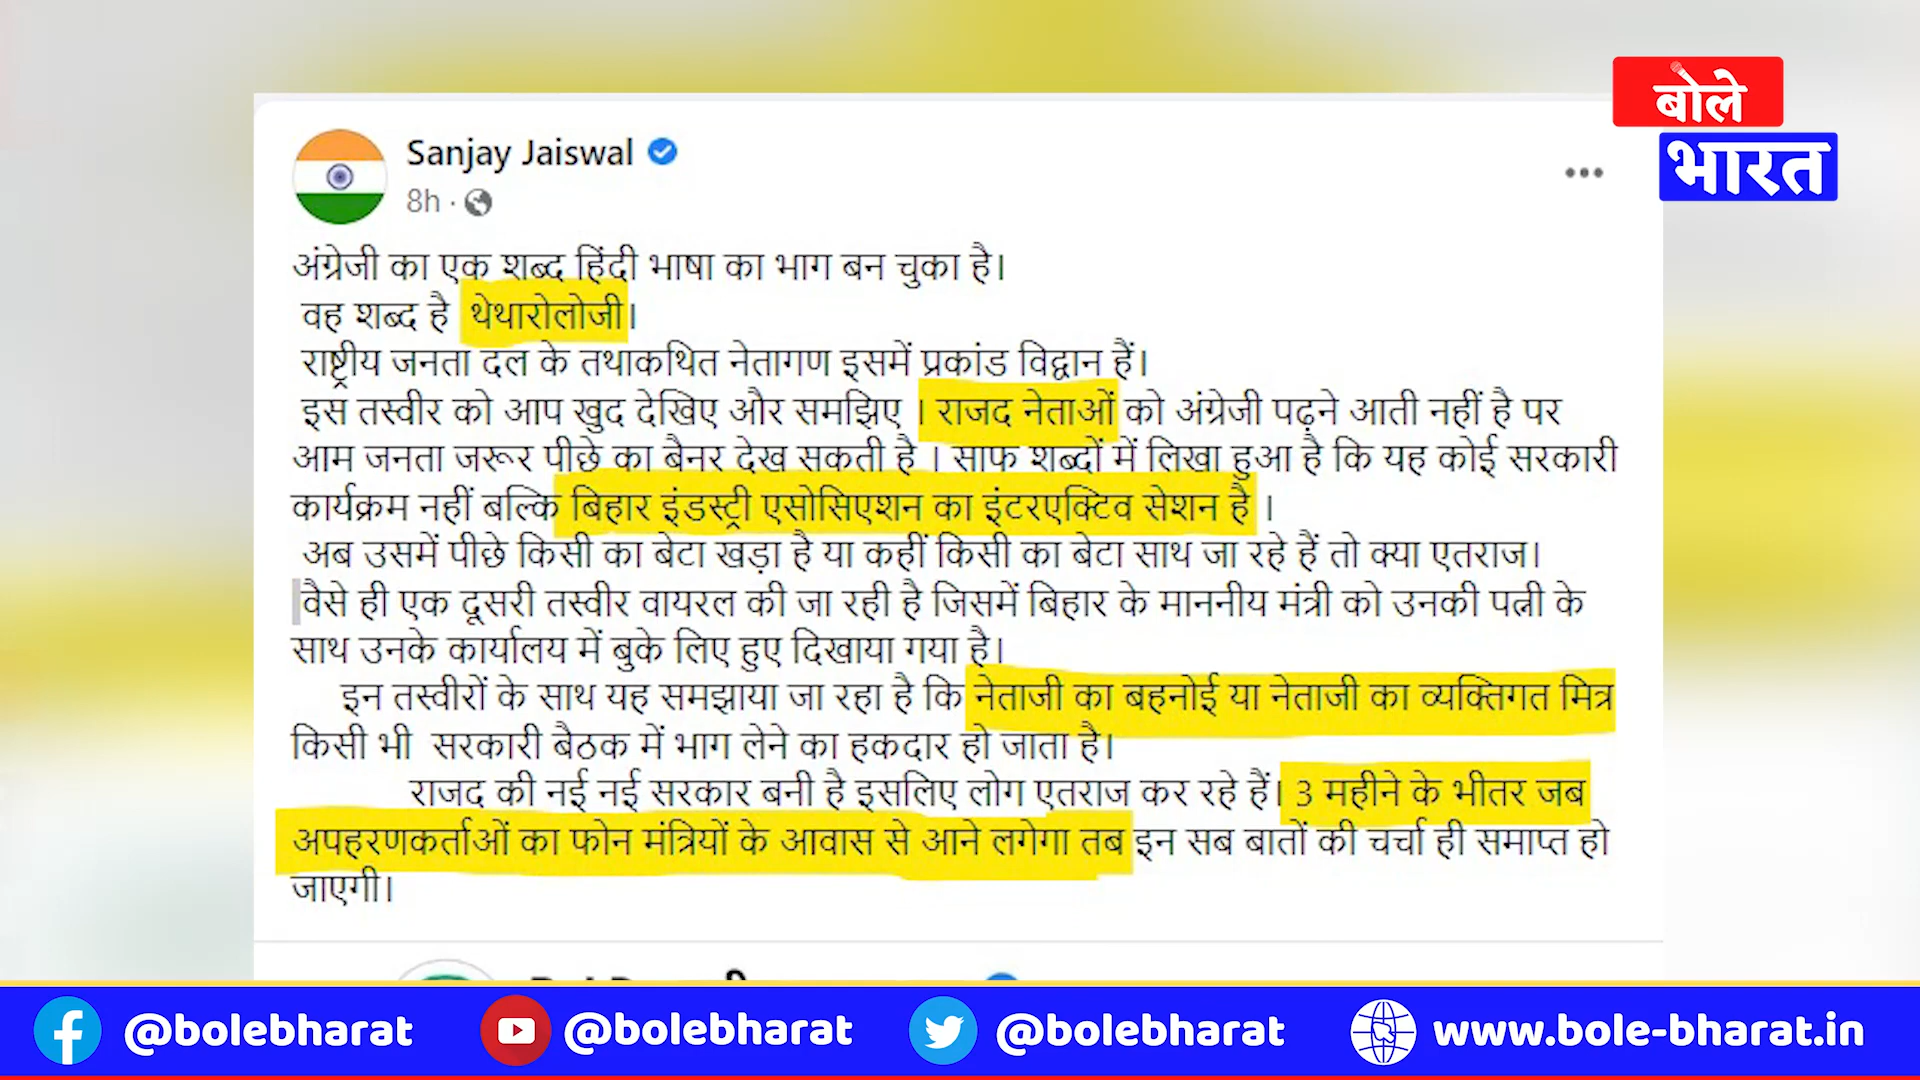 बोले
भारत
Sanjay Jaiswal
8h ·
अंग्रेजी का एक शब्द हिंदी भाषा का भाग बन चुका है।
वह शब्द है थेथारोलोजी।
राष्ट्रीय जनता दल के तथाकथित नेतागण इसमें प्रकांड विद्वान हैं।
इस तस्वीर को आप खुद देखिए और समझिए । राजद नेताओं को अंग्रेजी पढ़ने आती नहीं है पर
आम जनता जरूर पीछे का बैनर देख सकती है । साफ शब्दों में लिखा हुआ है कि यह कोई सरकारी
कार्यक्रम नहीं बल्कि बिहार इंडस्ट्री एसोसिएशन का इंटरएक्टिव सेशन है ।
अब उसमें पीछे किसी का बेटा खड़ा है या कहीं किसी का बेटा साथ जा रहे हैं तो क्या एतराज।
वैसे ही एक दूसरी तस्वीर वायरल की जा रही है जिसमें बिहार के माननीय मंत्री को उनकी पत्नी के
साथ उनके कार्यालय में बुके लिए हुए दिखाया गया है।
इन तस्वीरों के साथ यह समझाया जा रहा है कि नेताजी का बहनोई या नेताजी का व्यक्तिगत मित्र
किसी भी सरकारी बैठक में भाग लेने का हकदार हो जाता है।
राजद की नई नई सरकार बनी है इसलिए लोग एतराज कर रहे हैं। 3 महीने के भीतर जब
अपहरणकर्ताओं का फोन मंत्रियों के आवास से आने लगेगा तब इन सब बातों की चर्चा ही समाप्त हो
जाएगी।
@bolebharat @bolebharat @bolebharat www.bole-bharat.in